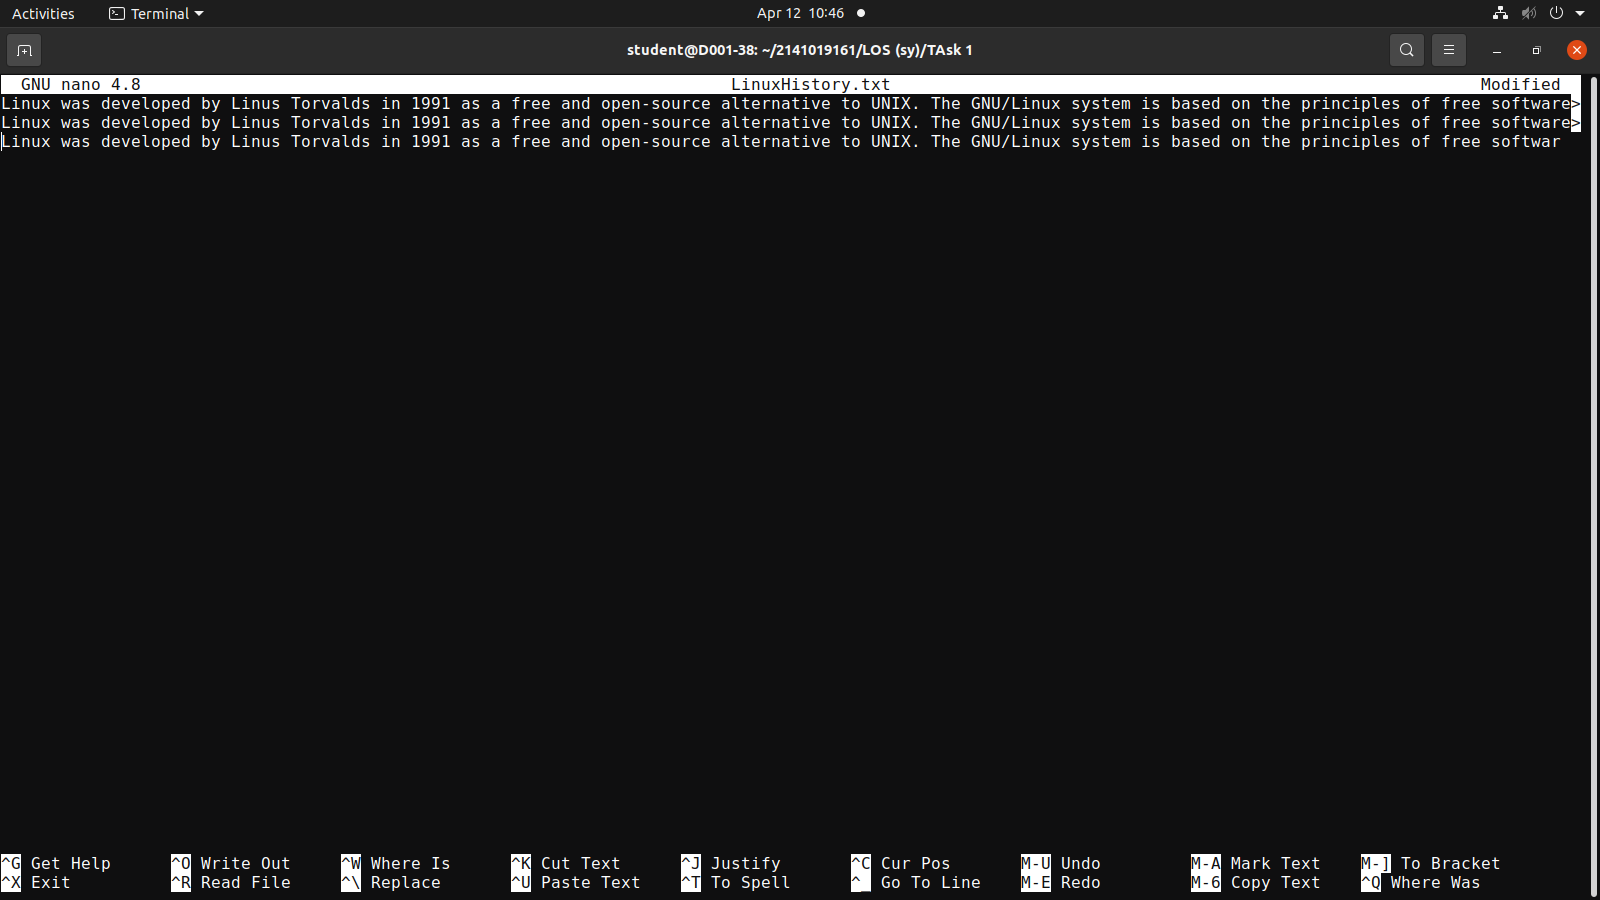 Activities Terminal Apr 12 10:46
student@D001-38: ~/2141019161/LOS (sy)/TAsk 1
GNU nano 4.8 LinuxHistory.txt Modified
Linux was developed by Linus Torvalds in 1991 as a free and open-source alternative to UNIX. The GNU/Linux system is based on the principles of free software>
Linux was developed by Linus Torvalds in 1991 as a free and open-source alternative to UNIX. The GNU/Linux system is based on the principles of free software>
Linux was developed by Linus Torvalds in 1991 as a free and open-source alternative to UNIX. The GNU/Linux system is based on the principles of free softwar
^G Get Help ^O Write Out ^W Where Is ^K Cut Text ^J Justify ^C Cur Pos M-U Undo M-A Mark Text M-] To Bracket
^X Exit ^R Read File ^\ Replace ^U Paste Text ^T To Spell ^_ Go To Line M-E Redo M-6 Copy Text ^Q Where Was